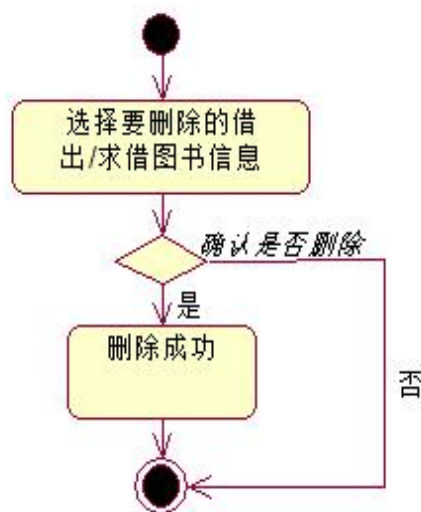 选择要删除的借
出/求借图书信息
确认是否删除
是
删除成功
否